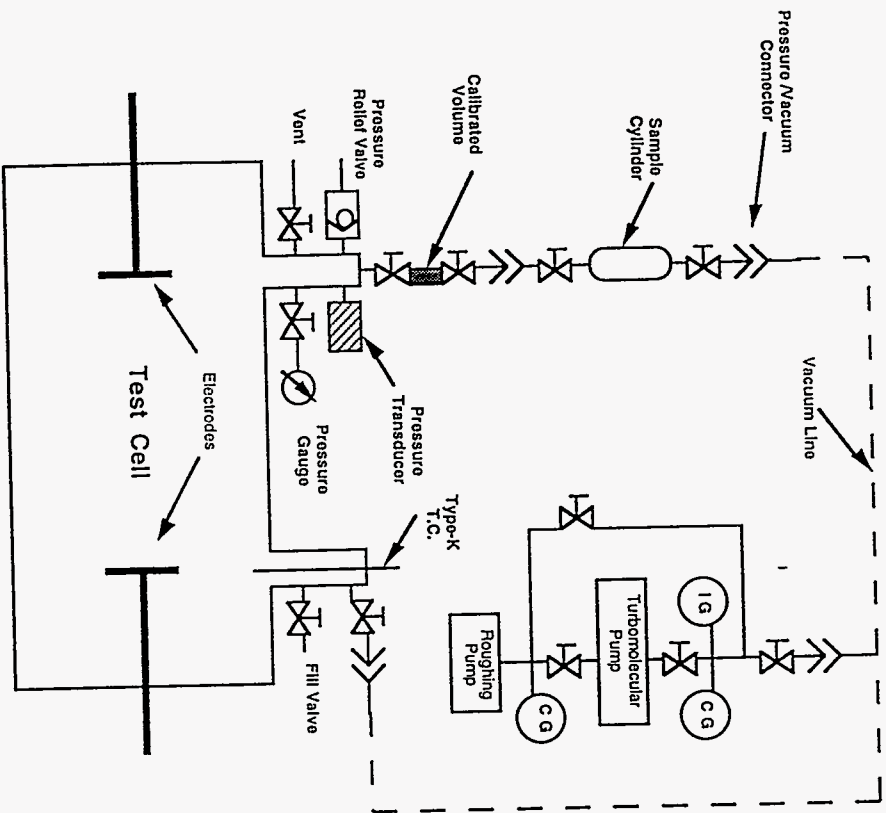 Pressure /Vacuum
Connector
Sample
Cylinder
Calibrated
Volume
Pressure
Relief Valve
Vent
Vacuum Line
Pressure
Transducer
Pressure
Gauge
Electrodes
Test Cell
Type-K
T.C.
Fill Valve
IG
CG
Turbomolecular
Pump
Roughing
Pump
CG